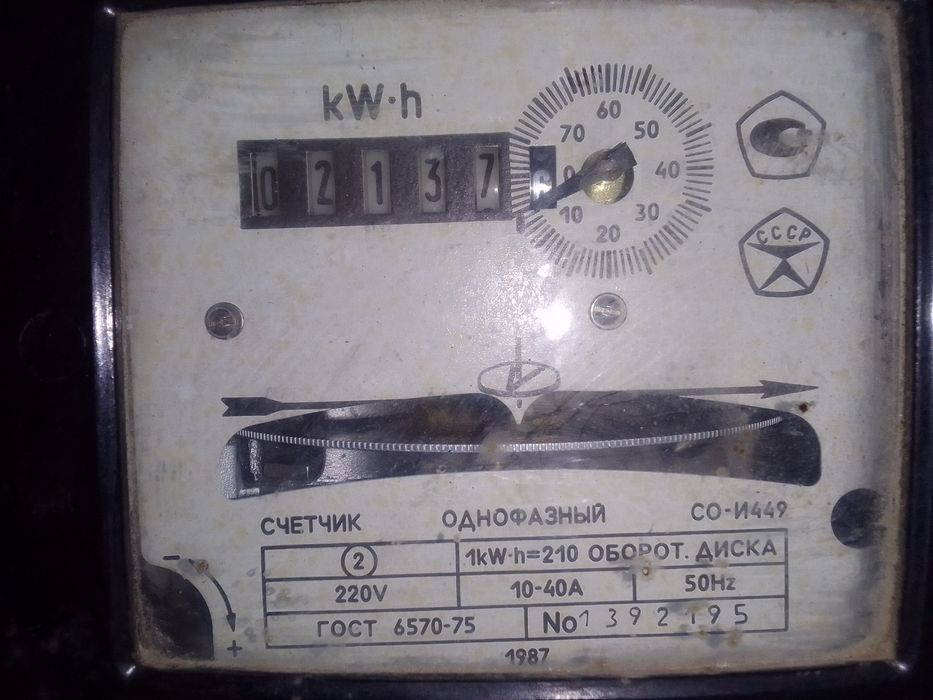 kW·h
0 2 1 3 7
60
70 50
0 40
10 30
20
СССР
СЧЕТЧИК ОДНОФАЗНЫЙ СО-И449
2 1kW·h=210 ОБОРОТ. ДИСКА
220V 10-40A 50Hz
ГОСТ 6570-75 No1392195
1987
- +